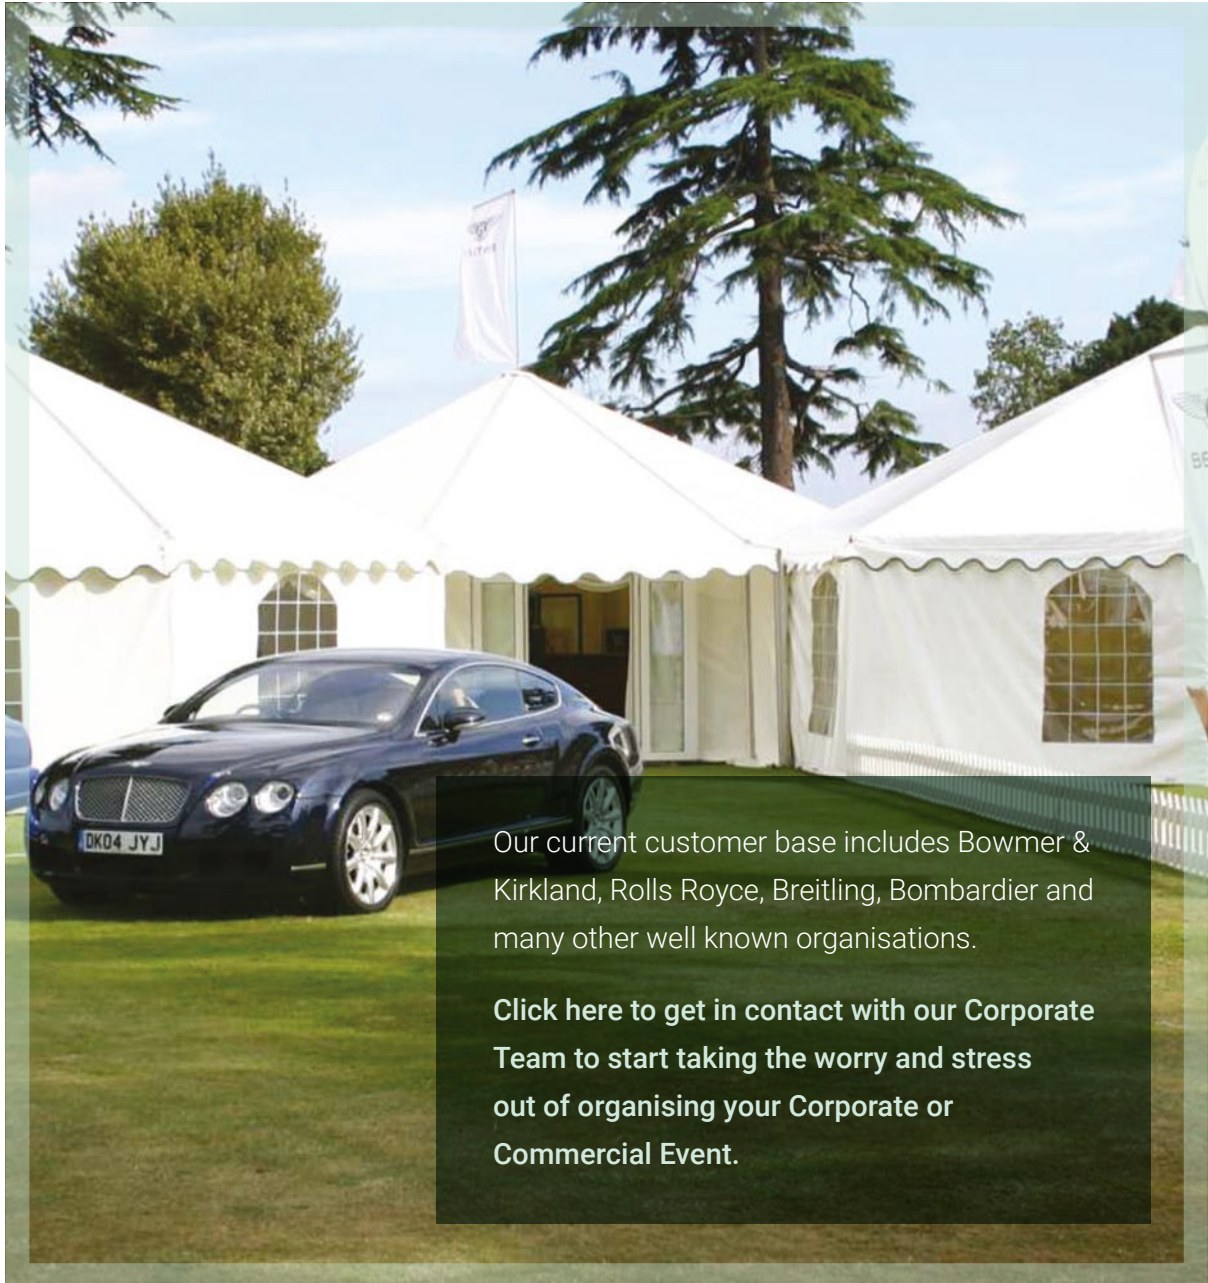 DK04 JYJ
Our current customer base includes Bowmer &
Kirkland, Rolls Royce, Breitling, Bombardier and
many other well known organisations.
Click here to get in contact with our Corporate
Team to start taking the worry and stress
out of organising your Corporate or
Commercial Event.